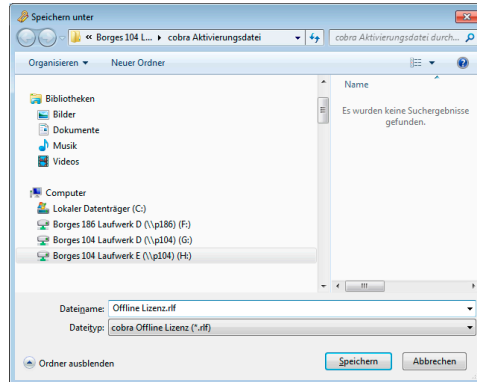 Speichern unter
« Borges 104 L... ▸ cobra Aktivierungsdatei
cobra Aktivierungsdatei durch...
Organisieren
Neuer Ordner
Bibliotheken
Bilder
Dokumente
Musik
Videos
Computer
Lokaler Datenträger (C:)
Borges 186 Laufwerk D (\\p186) (F:)
Borges 104 Laufwerk D (\\p104) (G:)
Borges 104 Laufwerk E (\\p104) (H:)
Name
Es wurden keine Suchergebnisse
gefunden.
Dateiname: Offline Lizenz.rlf
Dateityp: cobra Offline Lizenz (*.rlf)
Ordner ausblenden
Speichern
Abbrechen